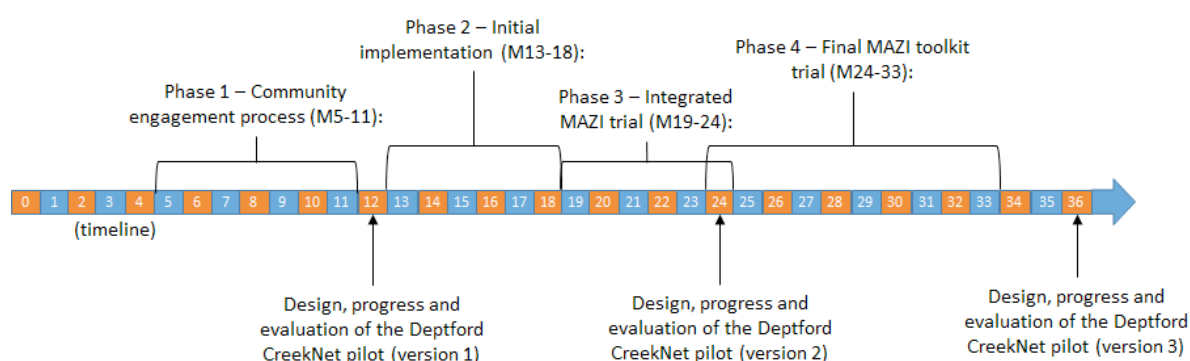 Phase 1 – Community
engagement process (M5-11):
Phase 2 – Initial
implementation (M13-18):
Phase 3 – Integrated
MAZI trial (M19-24):
Phase 4 – Final MAZI toolkit
trial (M24-33):
0 1 2 3 4 5 6 7 8 9 10 11 12 13 14 15 16 17 18 19 20 21 22 23 24 25 26 27 28 29 30 31 32 33 34 35 36
(timeline)
Design, progress and
evaluation of the Deptford
CreekNet pilot (version 1)
Design, progress and
evaluation of the Deptford
CreekNet pilot (version 2)
Design, progress and
evaluation of the Deptford
CreekNet pilot (version 3)